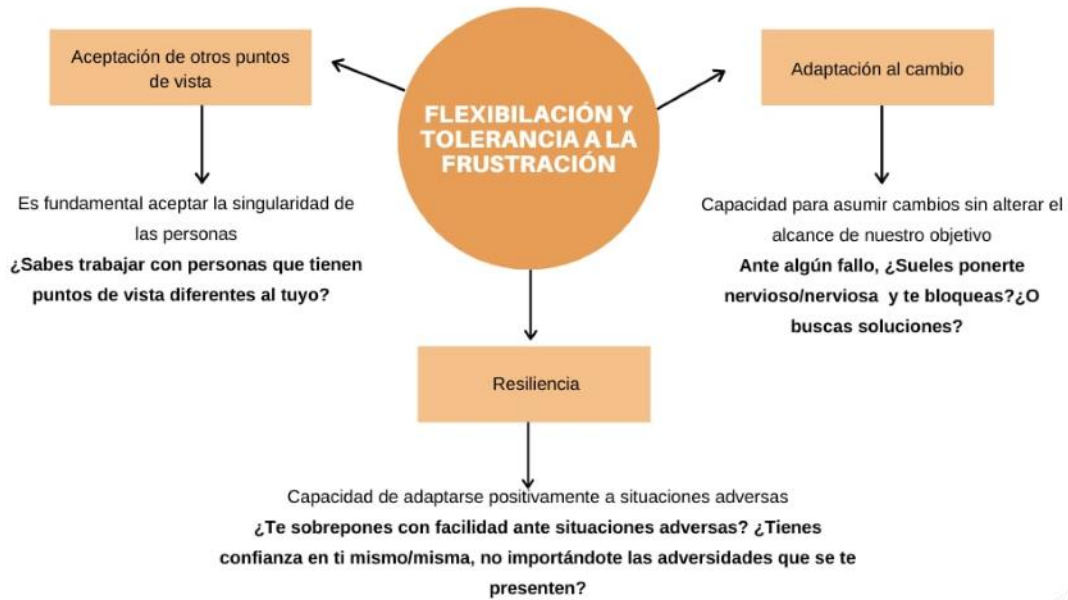 FLEXIBILACIÓN Y
TOLERANCIA A LA
FRUSTRACIÓN
Aceptación de otros puntos
de vista
Es fundamental aceptar la singularidad de
las personas
¿Sabes trabajar con personas que tienen
puntos de vista diferentes al tuyo?
Adaptación al cambio
Capacidad para asumir cambios sin alterar el
alcance de nuestro objetivo
Ante algún fallo, ¿Sueles ponerte
nervioso/nerviosa y te bloqueas?¿O
buscas soluciones?
Resiliencia
Capacidad de adaptarse positivamente a situaciones adversas
¿Te sobrepones con facilidad ante situaciones adversas? ¿Tienes
confianza en ti mismo/misma, no importándote las adversidades que se te
presenten?